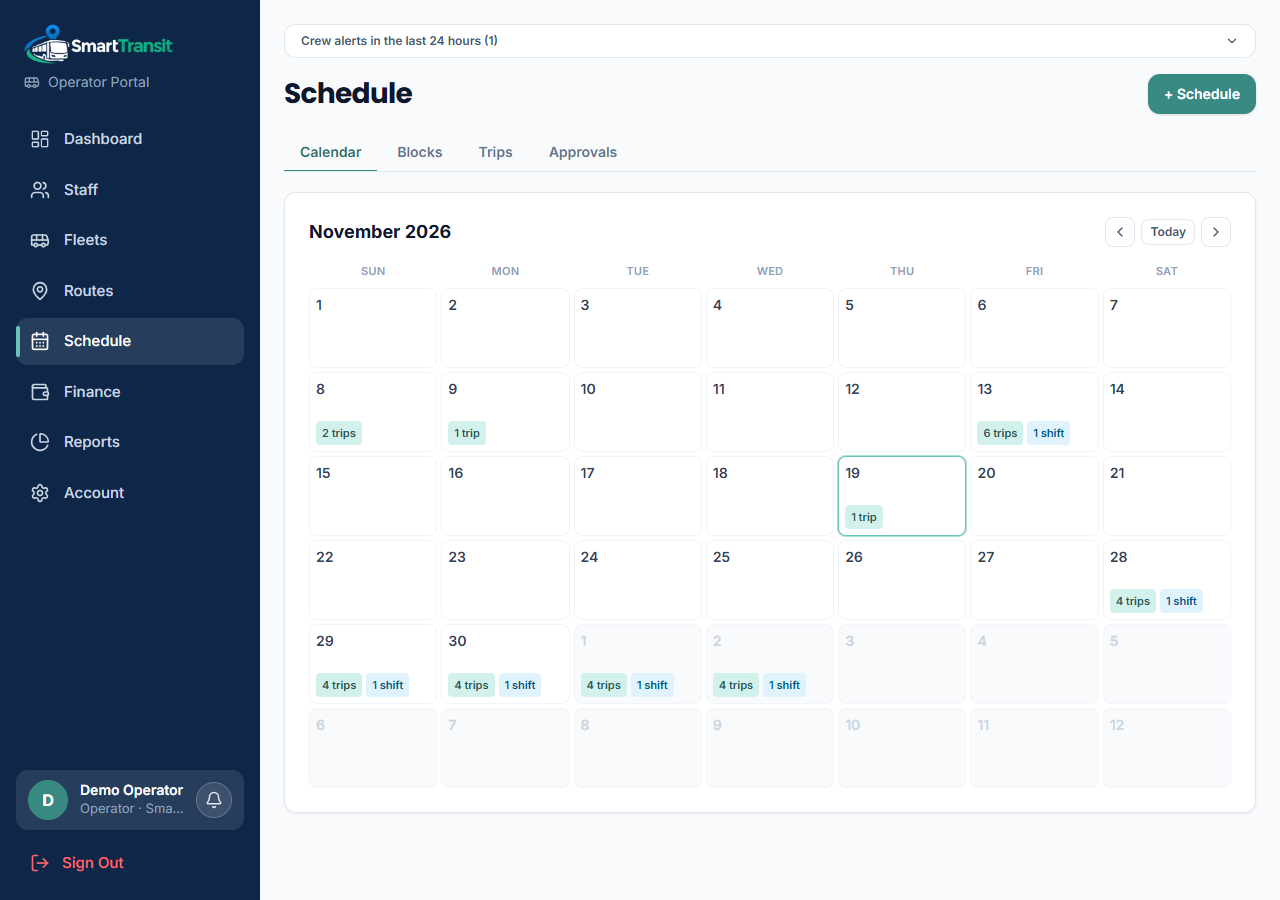 SmartTransit
Operator Portal
Dashboard
Staff
Fleets
Routes
Schedule
Finance
Reports
Account
D
Demo Operator
Operator · Sma...
Sign Out
Crew alerts in the last 24 hours (1)
Schedule
+ Schedule
Calendar Blocks Trips Approvals
November 2026
Today
SUN MON TUE WED THU FRI SAT
1 2 3 4 5 6 7
8 9 10 11 12 13 14
2 trips 1 trip 6 trips 1 shift
15 16 17 18 19 20 21
1 trip
22 23 24 25 26 27 28
4 trips 1 shift
29 30 1 2 3 4 5
4 trips 1 shift 4 trips 1 shift 4 trips 1 shift 4 trips 1 shift
6 7 8 9 10 11 12